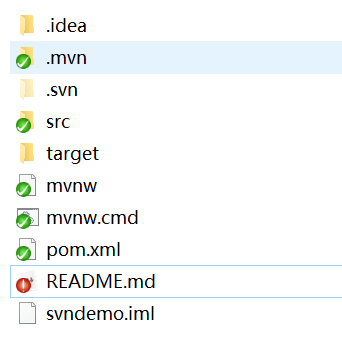 .idea
.mvn
.svn
src
target
mvnw
mvnw.cmd
pom.xml
README.md
svndemo.iml